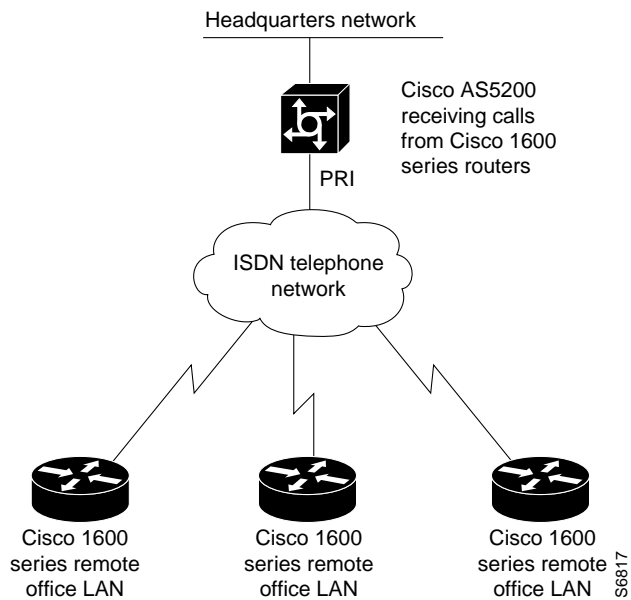 Headquarters network
Cisco AS5200
receiving calls
from Cisco 1600
series routers
PRI
ISDN telephone
network
Cisco 1600
series remote
office LAN
Cisco 1600
series remote
office LAN
Cisco 1600
series remote
office LAN
S6817